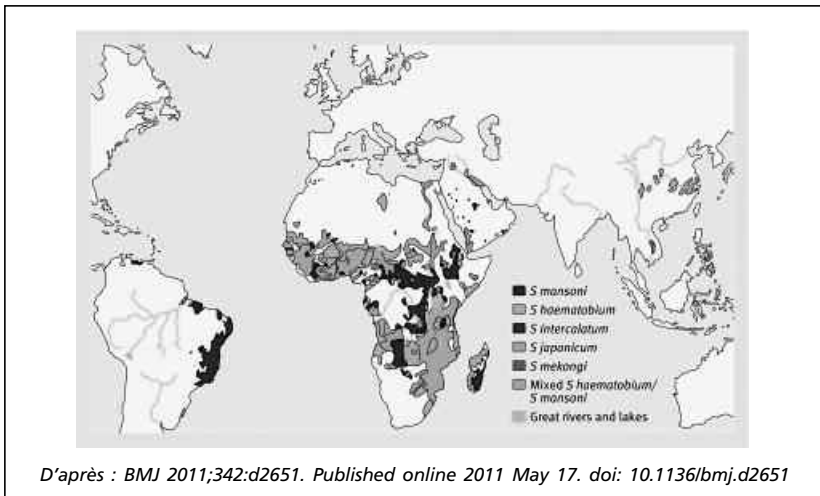 S mansoni
S haematobium
S intercalatum
S japonicum
S mekongi
Mixed S haematobium/
S mansoni
Great rivers and lakes
D'après : BMJ 2011;342:d2651. Published online 2011 May 17. doi: 10.1136/bmj.d2651